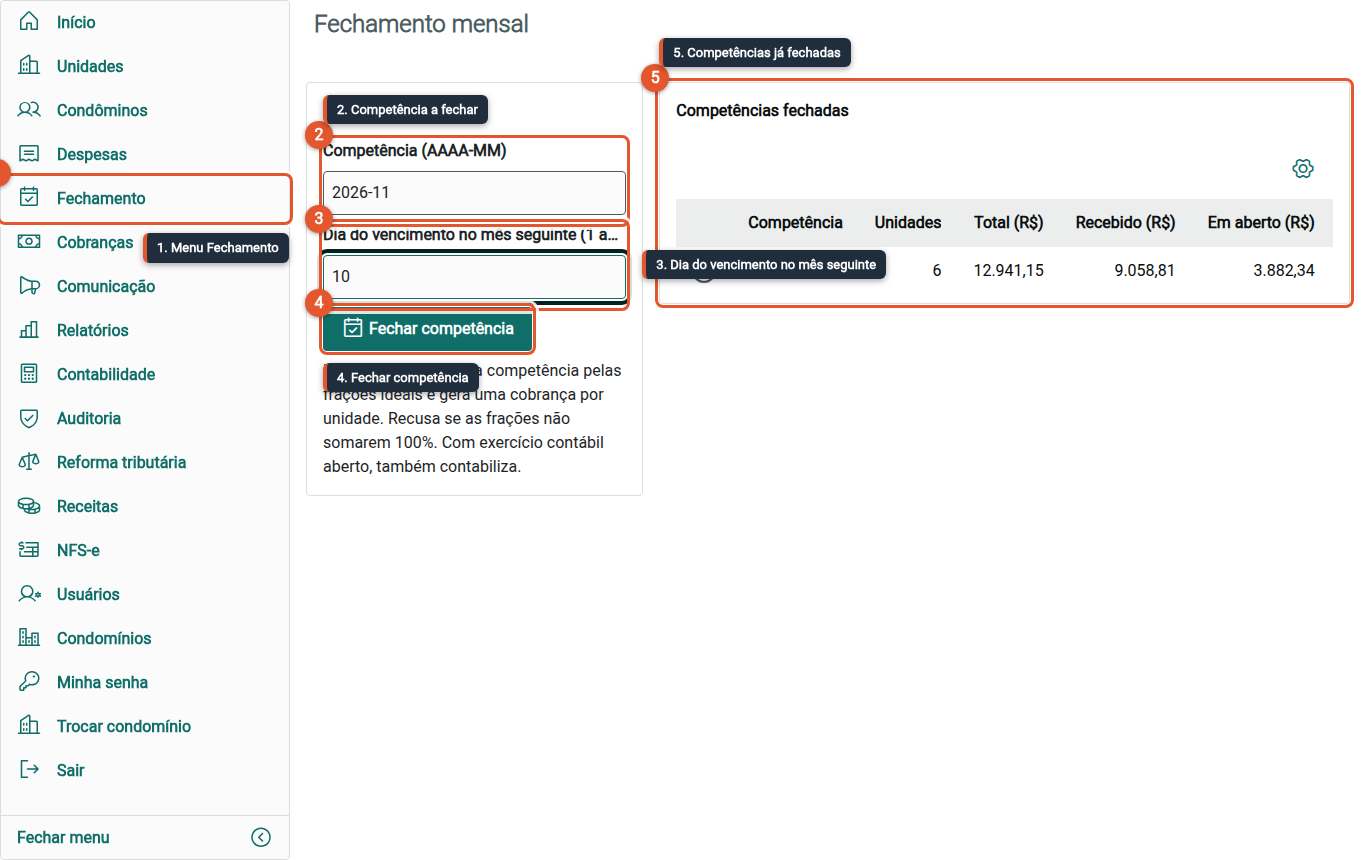 Início
Unidades
Condôminos
Despesas
Fechamento
Cobranças
1. Menu Fechamento
Comunicação
Relatórios
Contabilidade
Auditoria
Reforma tributária
Receitas
NFS-e
Usuários
Condomínios
Minha senha
Trocar condomínio
Sair
Fechar menu
Fechamento mensal
2. Competência a fechar
2
Competência (AAAA-MM)
2026-11
3
Dia do vencimento no mês seguinte (1 a...
10
4
Fechar competência
4. Fechar competência
a competência pelas
frações ideais e gera uma cobrança por
unidade. Recusa se as frações não
somarem 100%. Com exercício contábil
aberto, também contabiliza.
5. Competências já fechadas
5
Competências fechadas
Competência Unidades Total (R$) Recebido (R$) Em aberto (R$)
3. Dia do vencimento no mês seguinte
6 12.941,15 9.058,81 3.882,34